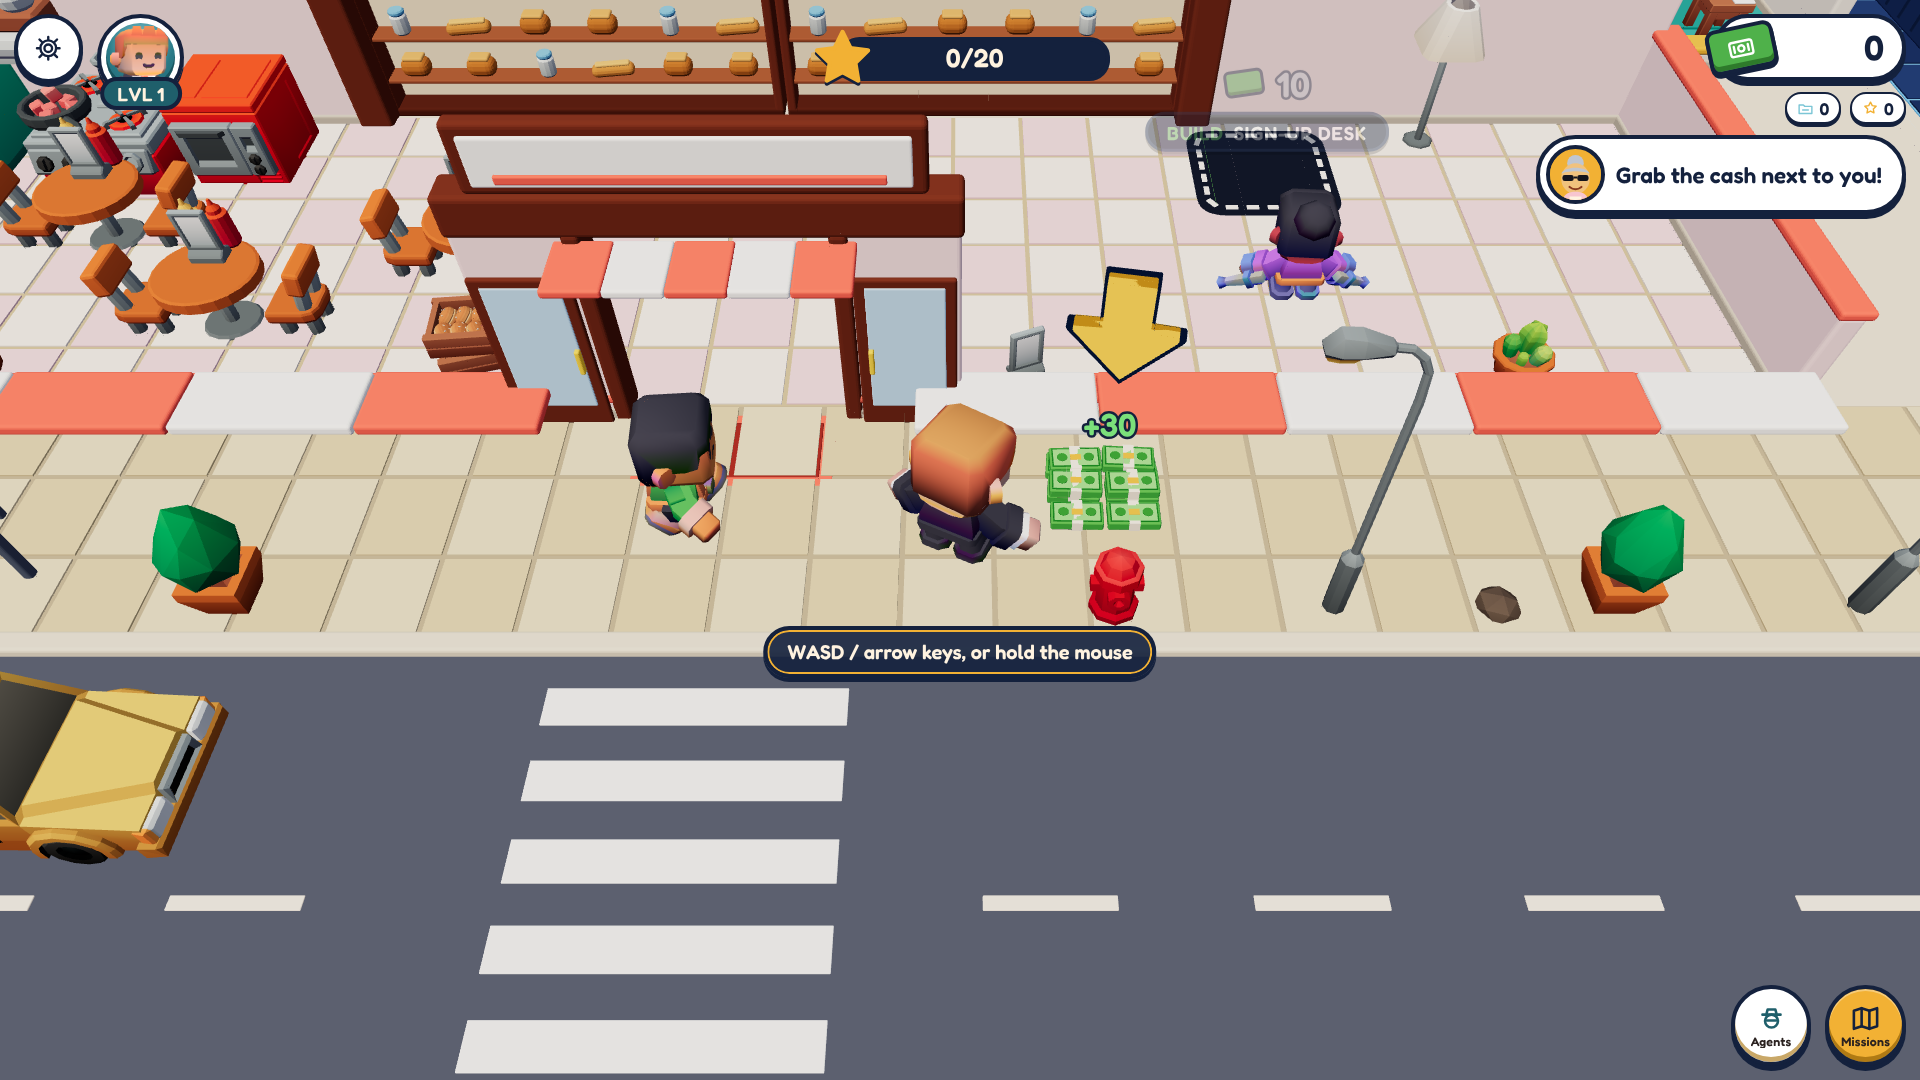 LVL 1
0/20
0
0
0
10
BUILD SIGN-UP DESK
Grab the cash next to you!
+30
WASD / arrow keys, or hold the mouse
Agents
Missions